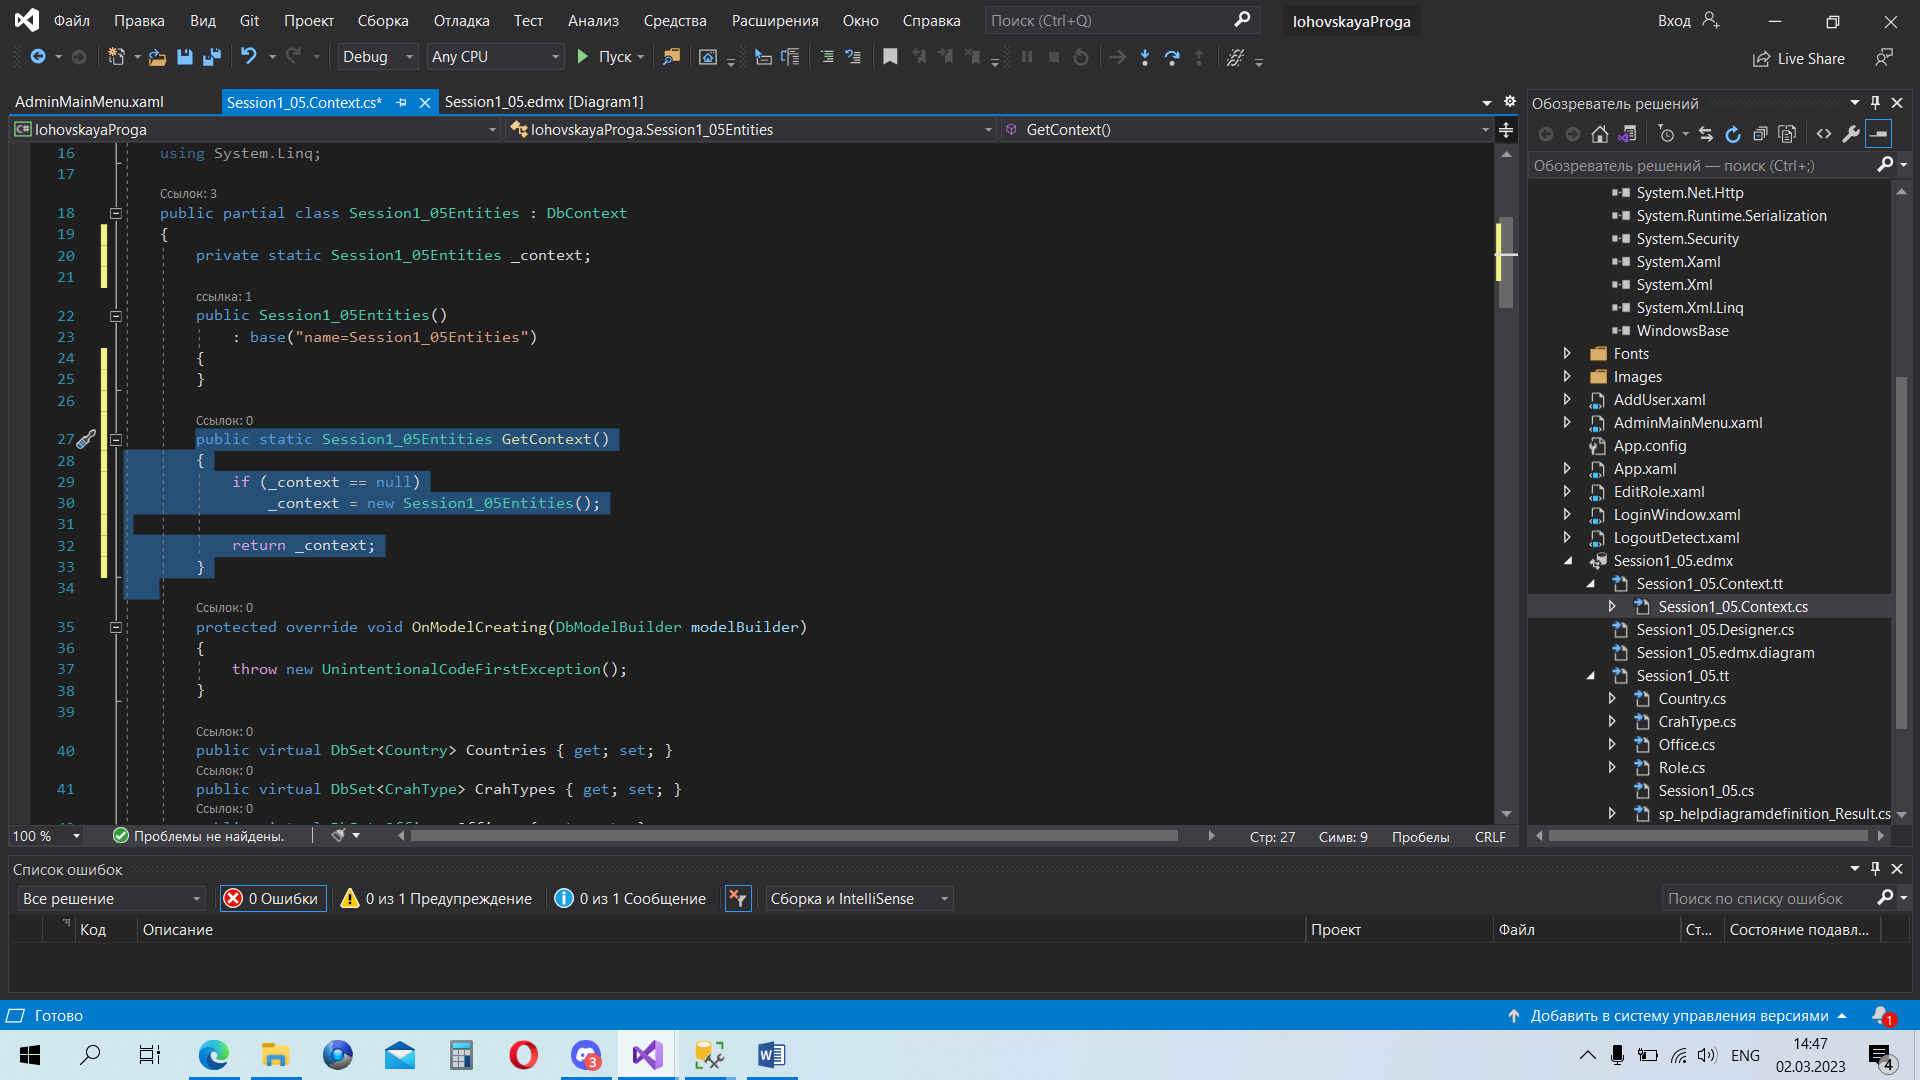 Файл Правка Вид Git Проект Сборка Отладка Тест Анализ Средства Расширения Окно Справка Поиск (Ctrl+Q) IohovskayaProga Вход
Debug Any CPU Пуск Live Share
AdminMainMenu.xaml Session1_05.Context.cs* Session1_05.edmx [Diagram1]
IohovskayaProga IohovskayaProga.Session1_05Entities GetContext()
16 using System.Linq;
17
Ссылок: 3
18 public partial class Session1_05Entities : DbContext
19 {
20 private static Session1_05Entities _context;
21
ссылка: 1
22 public Session1_05Entities()
23 : base("name=Session1_05Entities")
24 {
25 }
26
Ссылок: 0
27 public static Session1_05Entities GetContext()
28 {
29 if (_context == null)
30 _context = new Session1_05Entities();
31
32 return _context;
33 }
34
Ссылок: 0
35 protected override void OnModelCreating(DbModelBuilder modelBuilder)
36 {
37 throw new UnintentionalCodeFirstException();
38 }
39
Ссылок: 0
40 public virtual DbSet<Country> Countries { get; set; }
Ссылок: 0
41 public virtual DbSet<CrahType> CrahTypes { get; set; }
Ссылок: 0
100 % Проблемы не найдены. Стр: 27 Симв: 9 Пробелы CRLF
Обозреватель решений
Обозреватель решений — поиск (Ctrl+;)
System.Net.Http
System.Runtime.Serialization
System.Security
System.Xaml
System.Xml
System.Xml.Linq
WindowsBase
Fonts
Images
AddUser.xaml
AdminMainMenu.xaml
App.config
App.xaml
EditRole.xaml
LoginWindow.xaml
LogoutDetect.xaml
Session1_05.edmx
Session1_05.Context.tt
Session1_05.Context.cs
Session1_05.Designer.cs
Session1_05.edmx.diagram
Session1_05.tt
Country.cs
CrahType.cs
Office.cs
Role.cs
Session1_05.cs
sp_helpdiagramdefinition_Result.cs
Список ошибок
Все решение 0 Ошибки 0 из 1 Предупреждение 0 из 1 Сообщение Сборка и IntelliSense Поиск по списку ошибок
Код Описание Проект Файл Ст... Состояние подавл...
Готово Добавить в систему управления версиями 1
3 ENG 14:47 4
02.03.2023